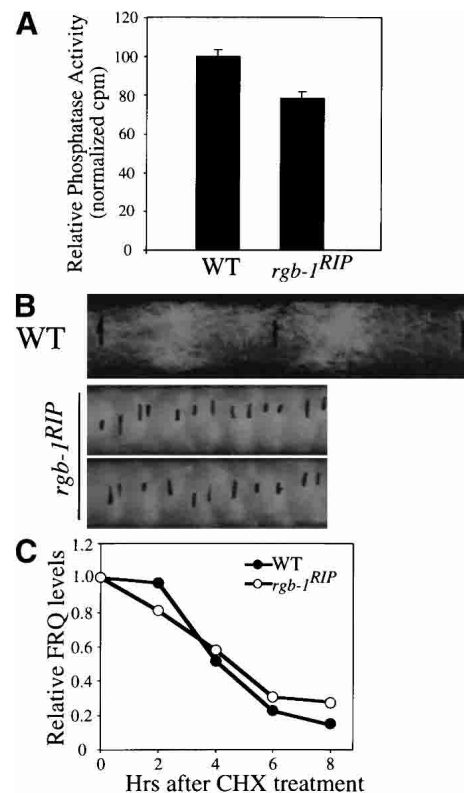 A
Relative Phosphatase Activity
(normalized cpm)
120
100
80
60
40
20
0
WT
rgb-1RIP
B
WT
rgb-1RIP
C
Relative FRQ levels
1.2
1.0
0.8
0.6
0.4
0.2
0
WT
rgb-1RIP
0 2 4 6 8
Hrs after CHX treatment